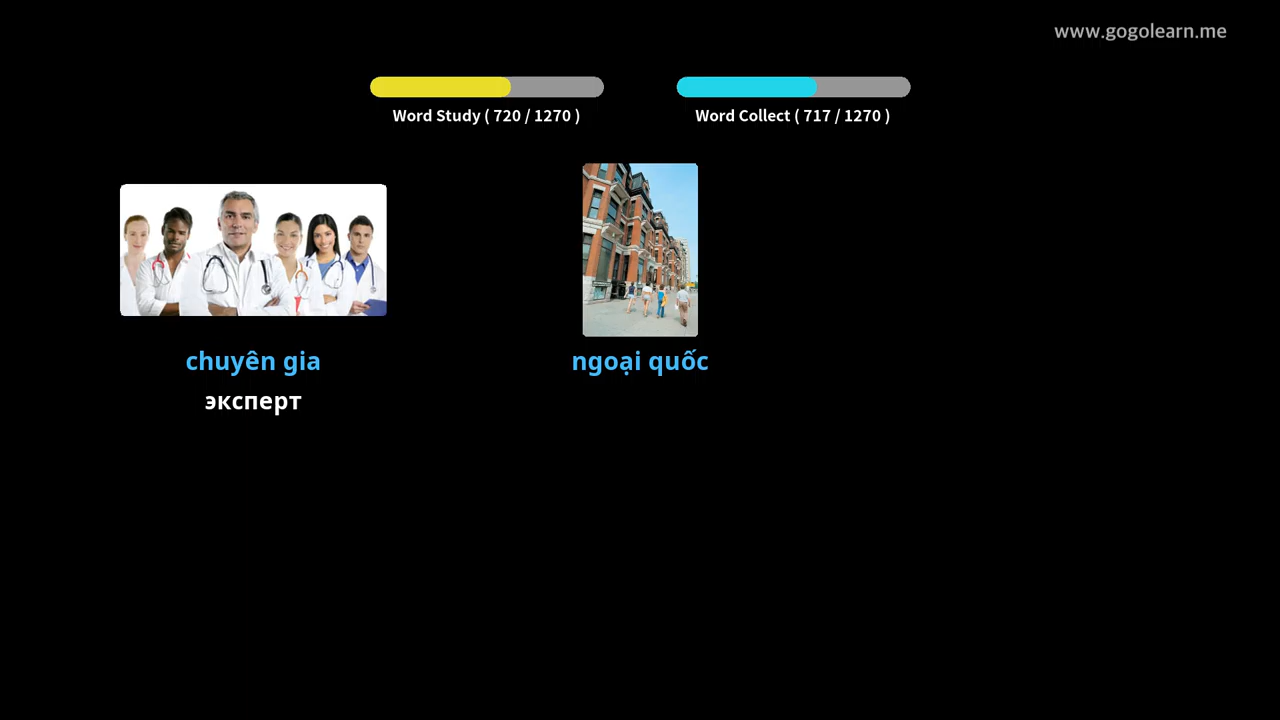 www.gogolearn.me
Word Study ( 720 / 1270 )
Word Collect ( 717 / 1270 )
chuyên gia
эксперт
ngoại quốc